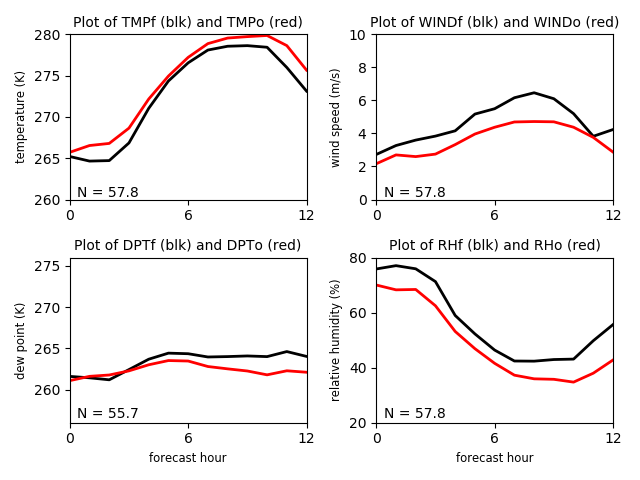 Plot of TMPf (blk) and TMPo (red)
280
275
270
265
260
temperature (K)
N = 57.8
0 6 12
Plot of WINDf (blk) and WINDo (red)
10
8
6
4
2
0
wind speed (m/s)
N = 57.8
0 6 12
Plot of DPTf (blk) and DPTo (red)
275
270
265
260
dew point (K)
N = 55.7
0 6 12
forecast hour
Plot of RHf (blk) and RHo (red)
80
60
40
20
relative humidity (%)
N = 57.8
0 6 12
forecast hour